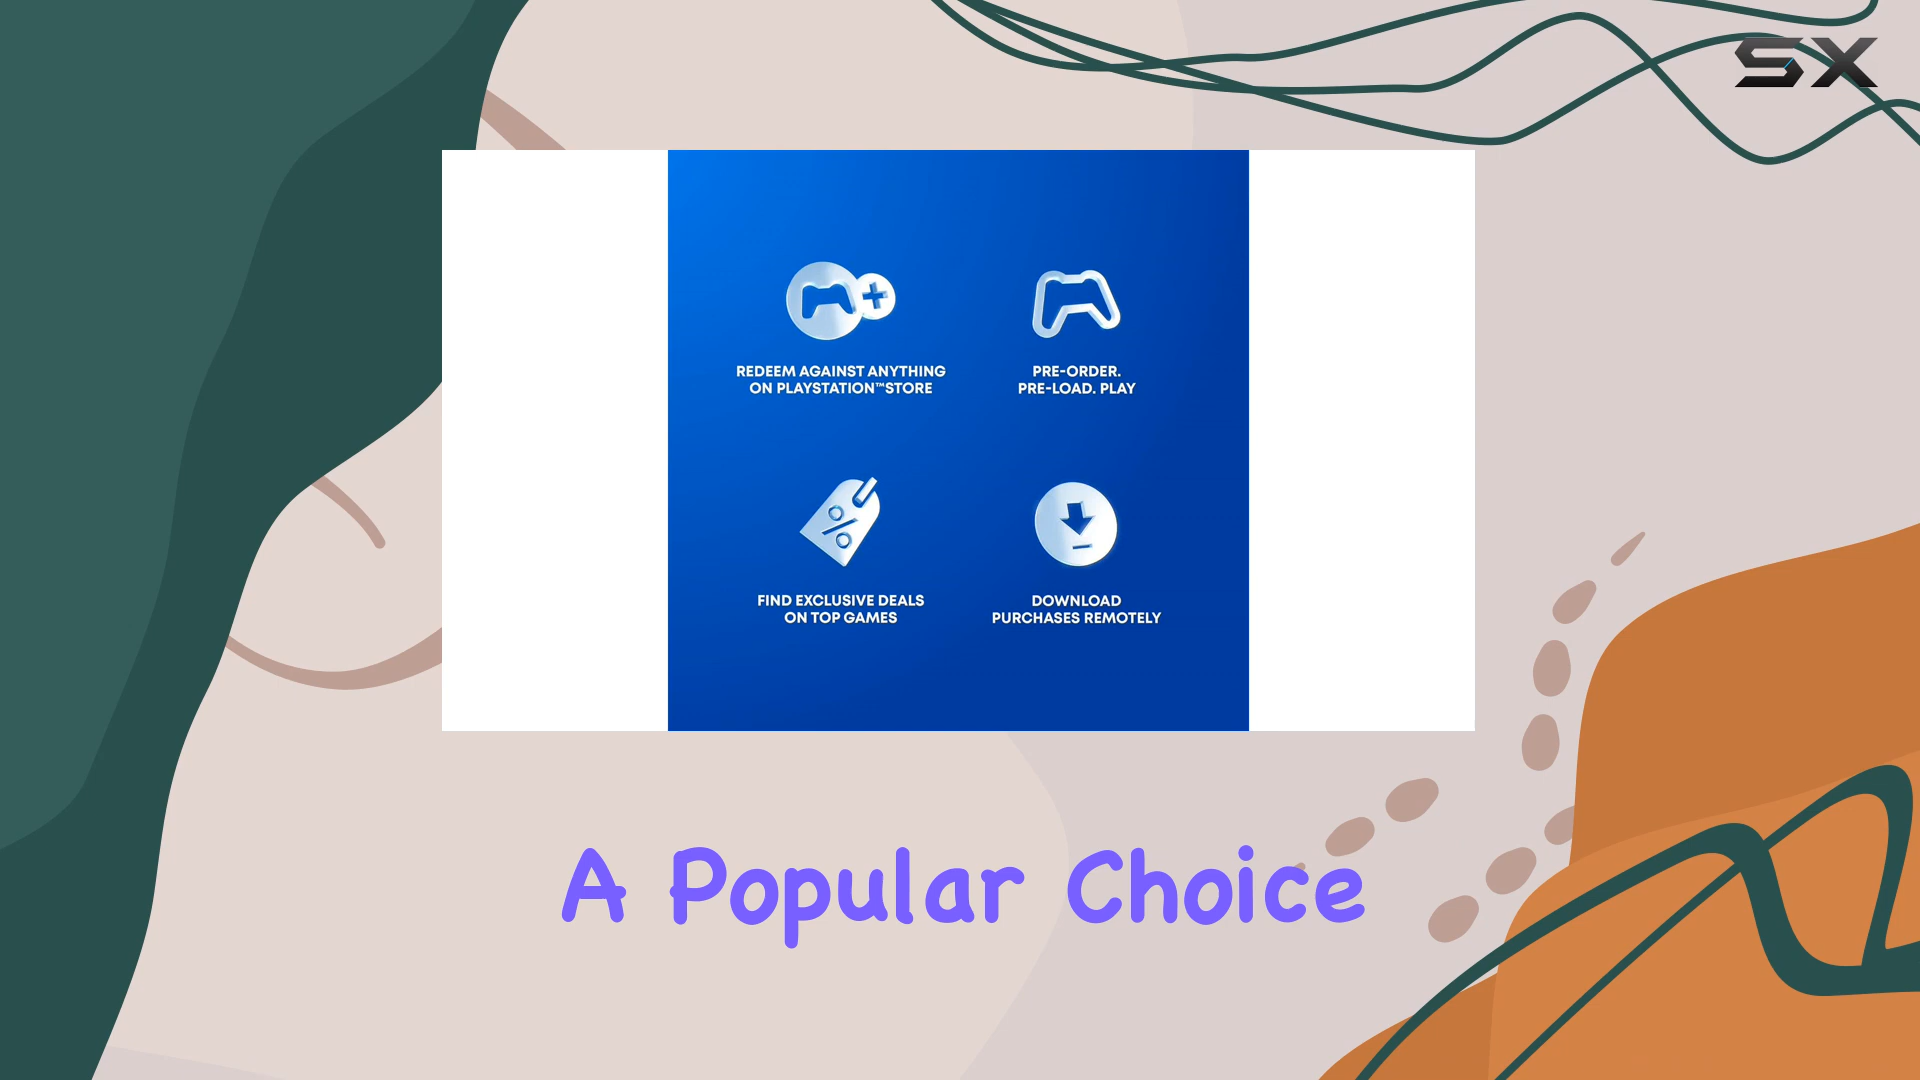 SX
REDEEM AGAINST ANYTHING
ON PLAYSTATION™STORE
PRE-ORDER.
PRE-LOAD. PLAY
FIND EXCLUSIVE DEALS
ON TOP GAMES
DOWNLOAD
PURCHASES REMOTELY
A Popular Choice